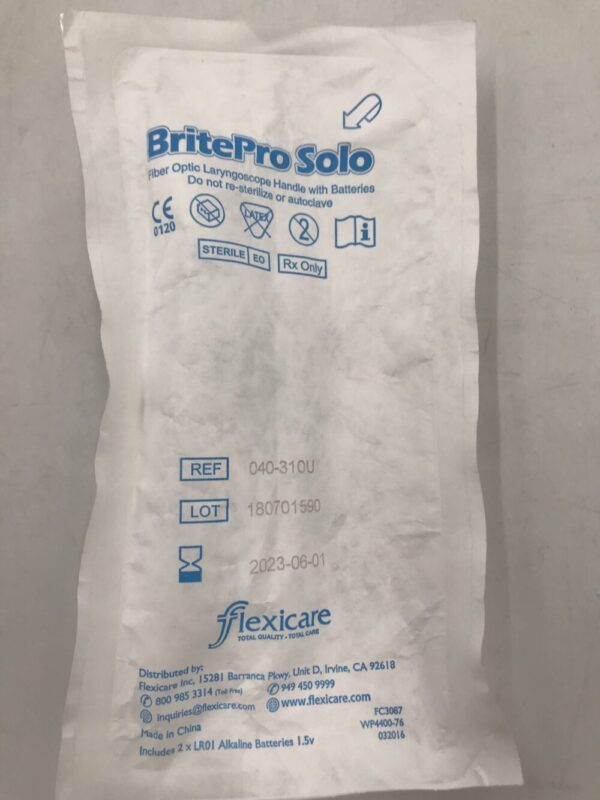 BritePro Solo
Fiber Optic Laryngoscope Handle with Batteries
Do not re-sterilize or autoclave
CE
0120
LATEX
2
i
STERILE EO
Rx Only
REF 040-310U
LOT 180701590
2023-06-01
flexicare
TOTAL QUALITY - TOTAL CARE
Distributed by:
Flexicare Inc, 15281 Barranca Pkwy, Unit D, Irvine, CA 92618
800 985 3314 (Toll Free) 949 450 9999
inquiries@flexicare.com www.flexicare.com
Made in China
Includes 2 x LR01 Alkaline Batteries 1.5v
FC3087
WP4400-76
032016